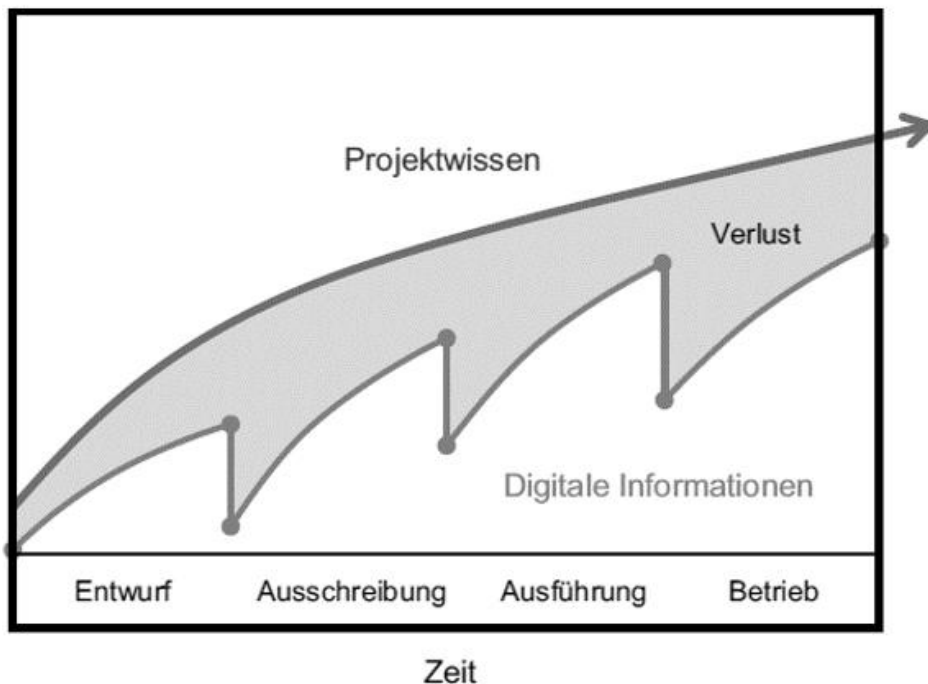 Projektwissen
Verlust
Digitale Informationen
Entwurf Ausschreibung Ausführung Betrieb
Zeit